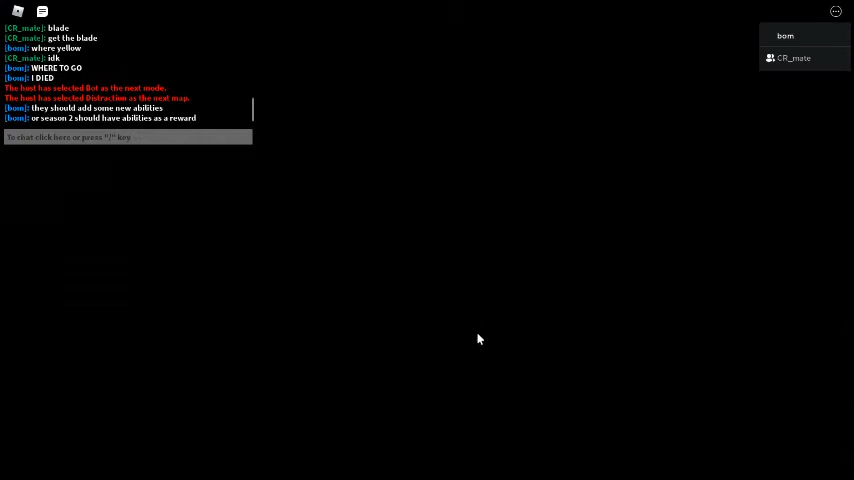 [CR_mate]: blade
[CR_mate]: get the blade
[bom]: where yellow
[CR_mate]: idk
[bom]: WHERE TO GO
[bom]: I DIED
The host has selected Bot as the next mode.
The host has selected Distraction as the next map.
[bom]: they should add some new abilities
[bom]: or season 2 should have abilities as a reward
To chat click here or press "/" key
bom
CR_mate